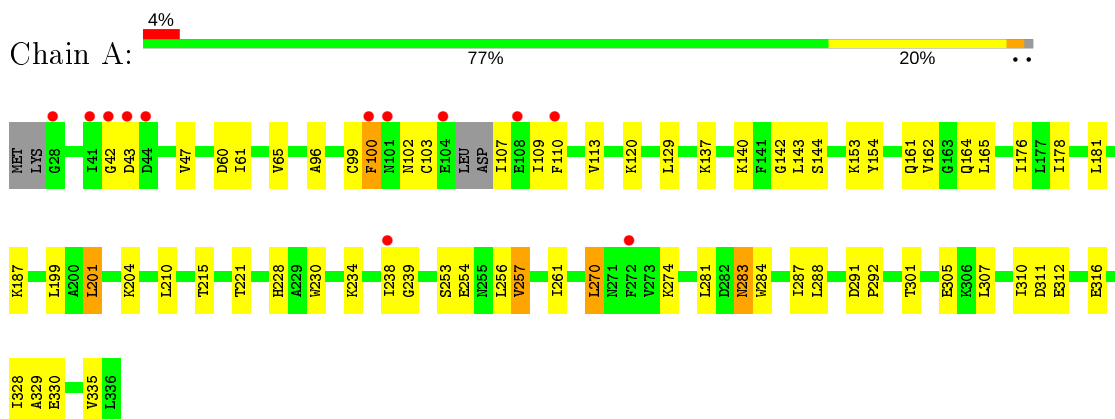 4%
Chain A:
77% 20% • •
MET LYS G28 I41 G42 D43 D44 V47 D60 I61 V65 A96 C99 F100 N101 N102 C103 E104 LEU ASP I107 E108 I109 F110 V113 K120 L129 K137 K140 F141 G142 L143 S144 K153 Y154 Q161 V162 G163 Q164 L165 I176 L177 I178 L181
K187 L199 A200 L201 K204 L210 T215 T221 H228 A229 W230 K234 I238 G239 S253 E254 N255 L256 V257 I261 L270 N271 F272 V273 K274 L281 D282 N283 W284 I287 L288 D291 P292 T301 E305 K306 L307 I310 D311 E312 E316
I328 A329 E330 V335 L336